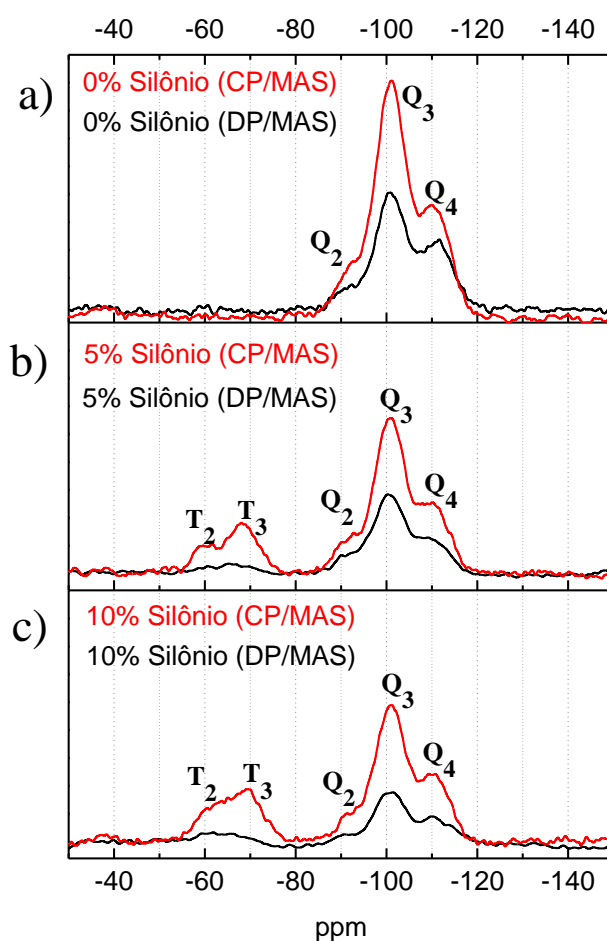 -40 -60 -80 -100 -120 -140
a)
0% Silônio (CP/MAS)
0% Silônio (DP/MAS)
Q3
Q4
Q2
b)
5% Silônio (CP/MAS)
5% Silônio (DP/MAS)
Q3
T2
T3
Q2
Q4
c)
10% Silônio (CP/MAS)
10% Silônio (DP/MAS)
Q3
T2
T3
Q2
Q4
-40 -60 -80 -100 -120 -140
ppm